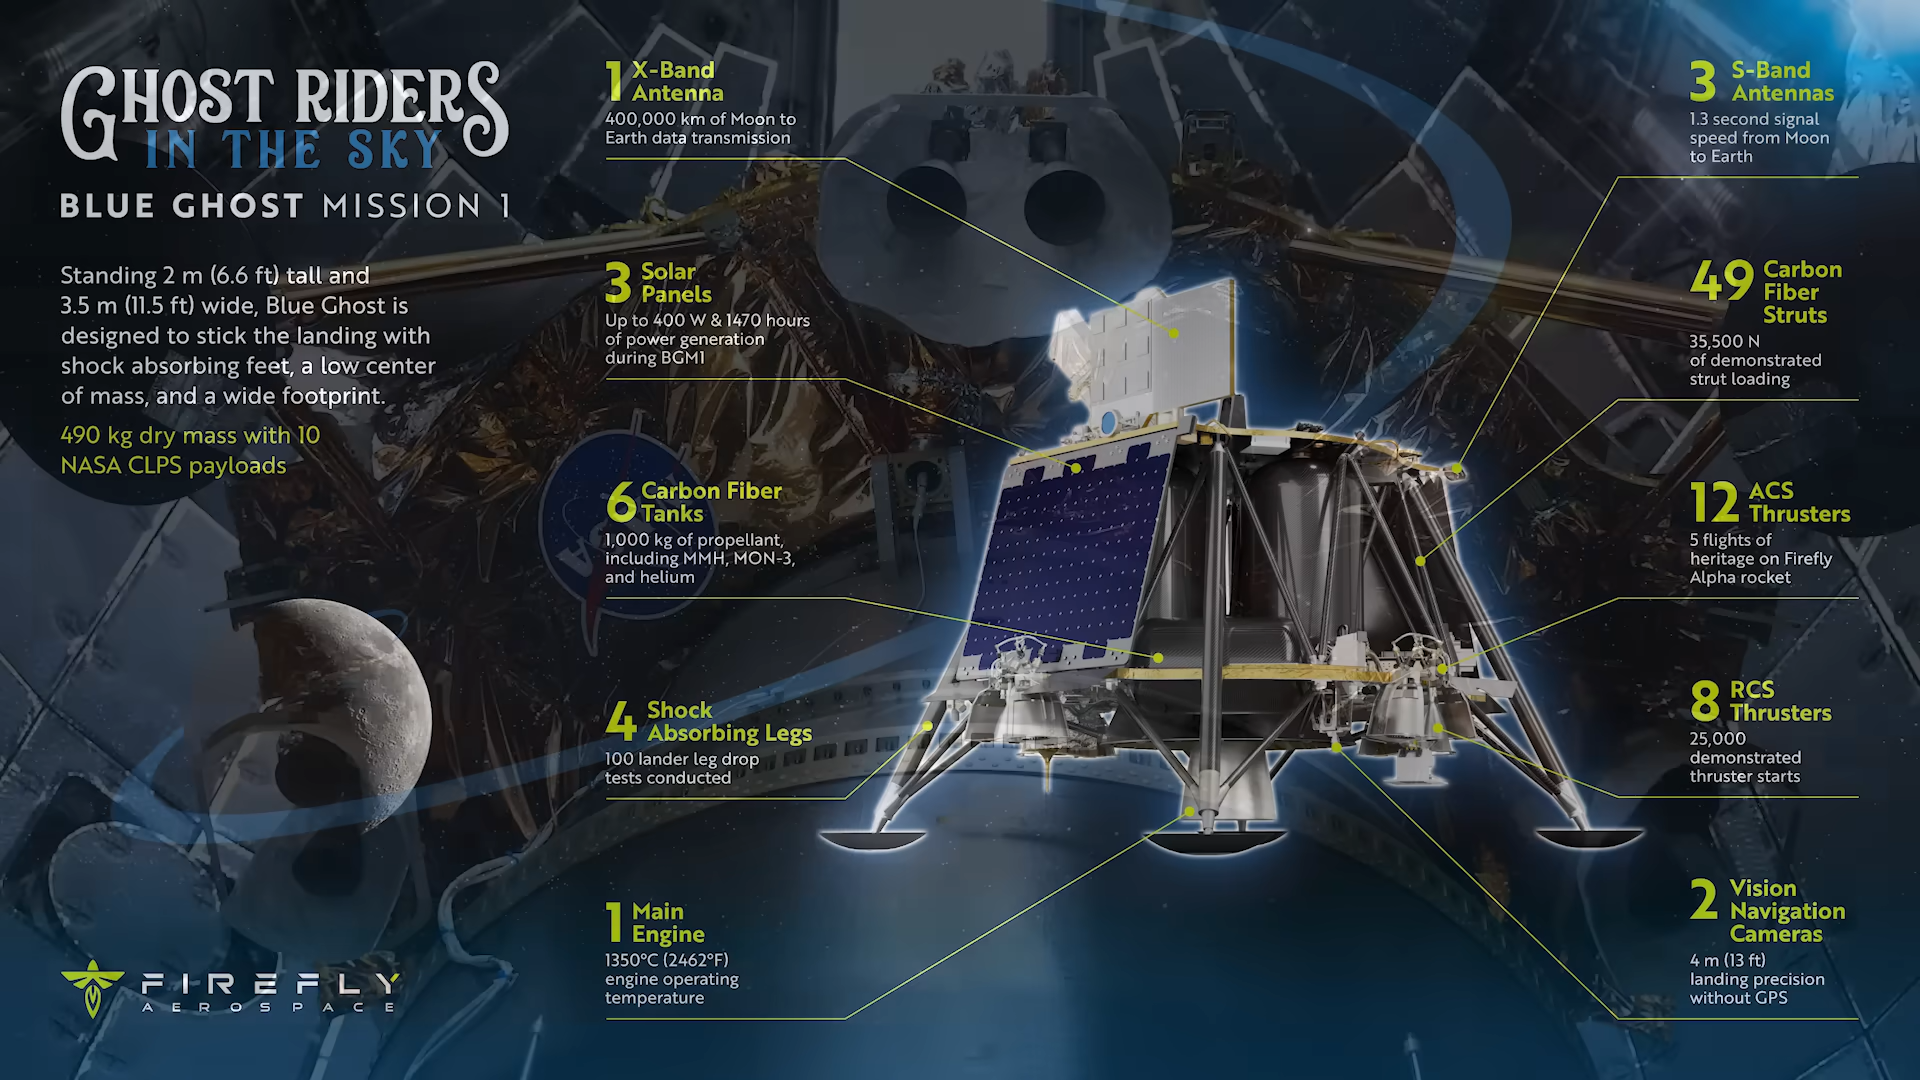 GHOST RIDERS
IN THE SKY
BLUE GHOST MISSION 1
Standing 2 m (6.6 ft) tall and
3.5 m (11.5 ft) wide, Blue Ghost is
designed to stick the landing with
shock absorbing feet, a low center
of mass, and a wide footprint.
490 kg dry mass with 10
NASA CLPS payloads
FIREFLY
AEROSPACE
1 X-Band
Antenna
400,000 km of Moon to
Earth data transmission
3 Solar
Panels
Up to 400 W & 1470 hours
of power generation
during BGM1
6 Carbon Fiber
Tanks
1,000 kg of propellant,
including MMH, MON-3,
and helium
4 Shock
Absorbing Legs
100 lander leg drop
tests conducted
1 Main
Engine
1350°C (2462°F)
engine operating
temperature
NASA
3 S-Band
Antennas
1.3 second signal
speed from Moon
to Earth
49 Carbon
Fiber
Struts
35,500 N
of demonstrated
strut loading
12 ACS
Thrusters
5 flights of
heritage on Firefly
Alpha rocket
8 RCS
Thrusters
25,000
demonstrated
thruster starts
2 Vision
Navigation
Cameras
4 m (13 ft)
landing precision
without GPS